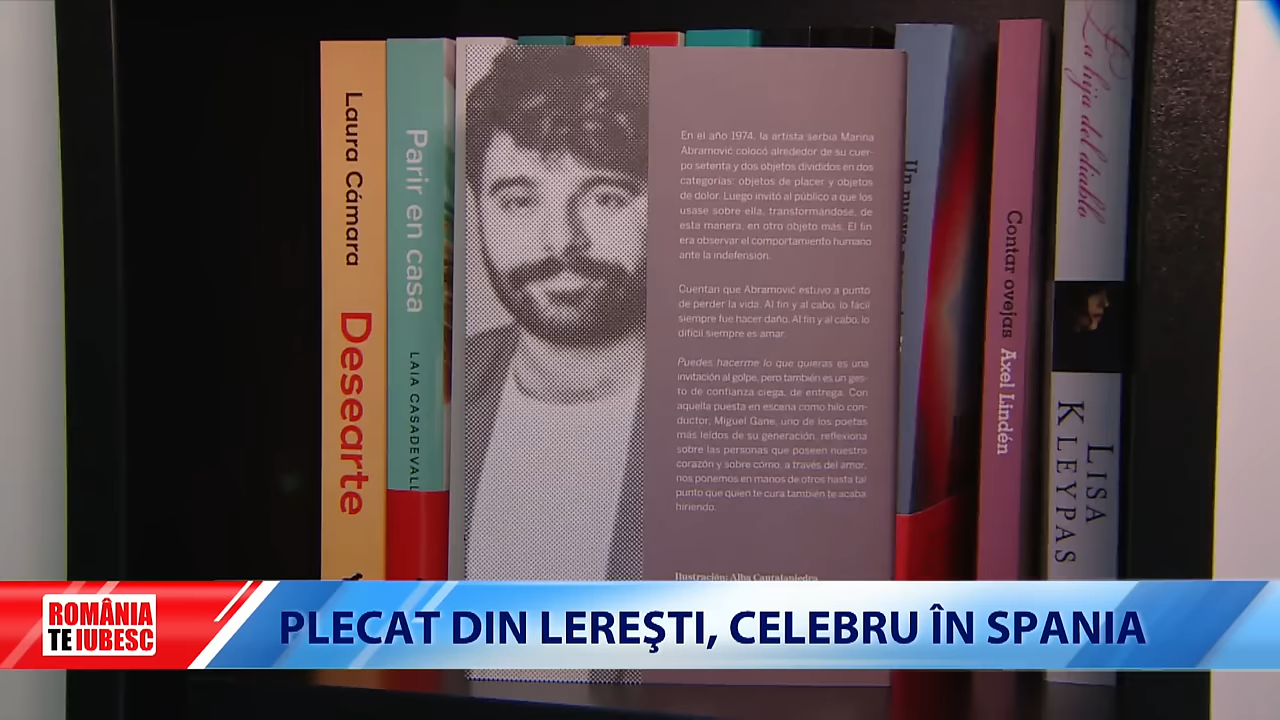 Laura Cámara
Desearte
Parir en casa
LAIA CASADEVALL
En el año 1974, la artista serbia Marina
Abramović colocó alrededor de su cuer-
po setenta y dos objetos divididos en dos
categorías: objetos de placer y objetos
de dolor. Luego invitó al público a que los
usase sobre ella, transformándose, de
esta manera, en otro objeto más. El fin
era observar el comportamiento humano
ante la indefensión.
Cuentan que Abramović estuvo a punto
de perder la vida. Al fin y al cabo, lo fácil
siempre fue hacer daño. Al fin y al cabo, lo
difícil siempre es amar.
Puedes hacerme lo que quieras es una
invitación al golpe, pero también es un ges-
to de confianza ciega, de entrega. Con
aquella puesta en escena como hilo con-
ductor, Miguel Gane, uno de los poetas
más leídos de su generación, reflexiona
sobre las personas que poseen nuestro
corazón y sobre cómo, a través del amor,
nos ponemos en manos de otros hasta tal
punto que quien te cura también te acaba
hiriendo.
Ilustración: Alba Cantalapiedra
Un nuevo
Contar ovejas Axel Lindén
La hija del diablo
LISA
KLEYPAS
ROMÂNIA
TE IUBESC
PLECAT DIN LEREŞTI, CELEBRU ÎN SPANIA